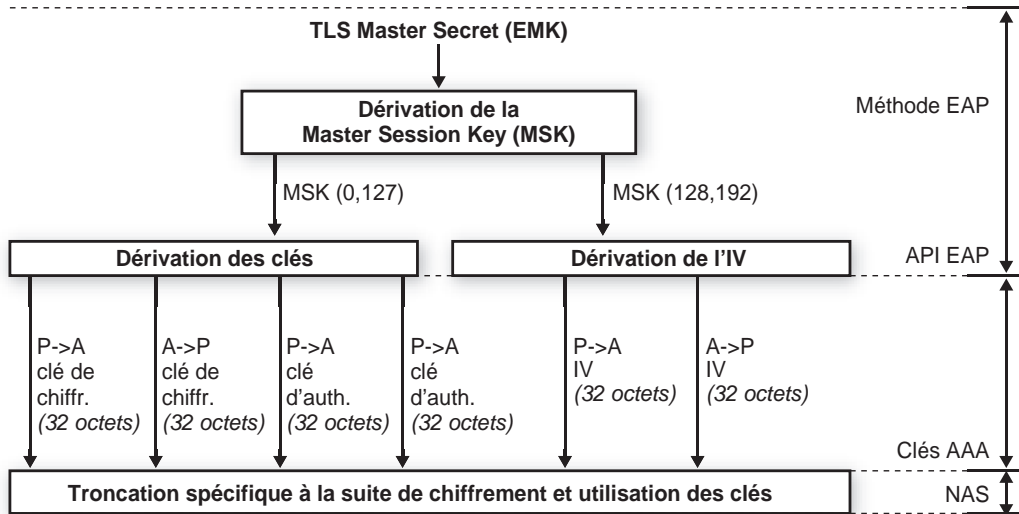 TLS Master Secret (EMK)
Dérivation de la
Master Session Key (MSK)
Méthode EAP
MSK (0,127)
MSK (128,192)
Dérivation des clés
Dérivation de l'IV
API EAP
P->A
clé de
chiffr.
(32 octets)
A->P
clé de
chiffr.
(32 octets)
P->A
clé
d'auth.
(32 octets)
P->A
clé
d'auth.
(32 octets)
P->A
IV
(32 octets)
A->P
IV
(32 octets)
Clés AAA
Troncation spécifique à la suite de chiffrement et utilisation des clés
NAS